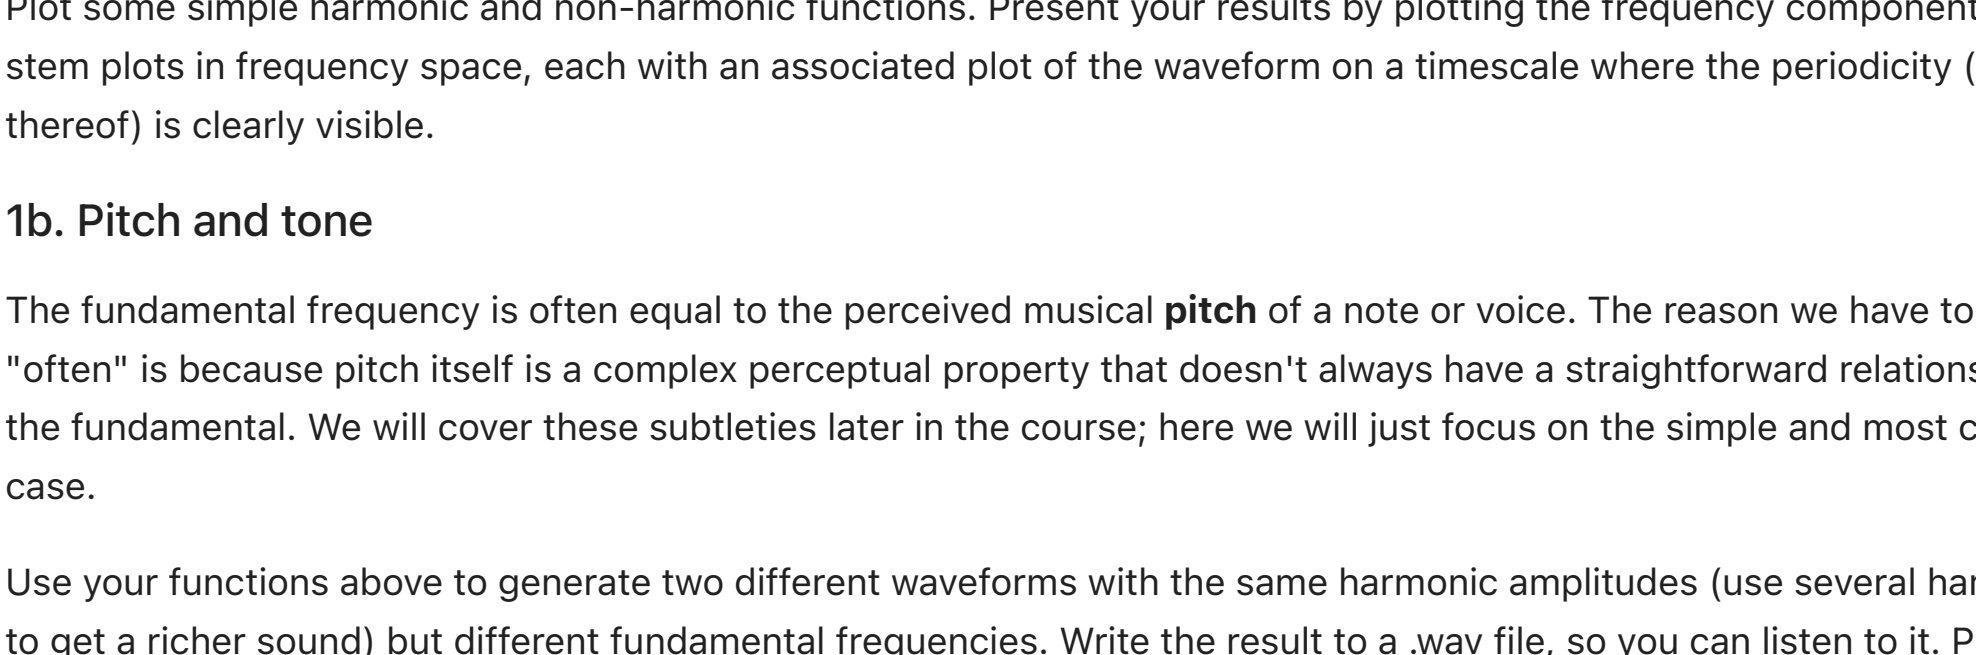 Plot some simple harmonic and non-harmonic functions. Present your results by plotting the frequency component
stem plots in frequency space, each with an associated plot of the waveform on a timescale where the periodicity (
thereof) is clearly visible.
1b. Pitch and tone
The fundamental frequency is often equal to the perceived musical pitch of a note or voice. The reason we have to
"often" is because pitch itself is a complex perceptual property that doesn't always have a straightforward relations
the fundamental. We will cover these subtleties later in the course; here we will just focus on the simple and most c
case.
Use your functions above to generate two different waveforms with the same harmonic amplitudes (use several har
to get a richer sound) but different fundamental frequencies. Write the result to a .wav file, so you can listen to it. P